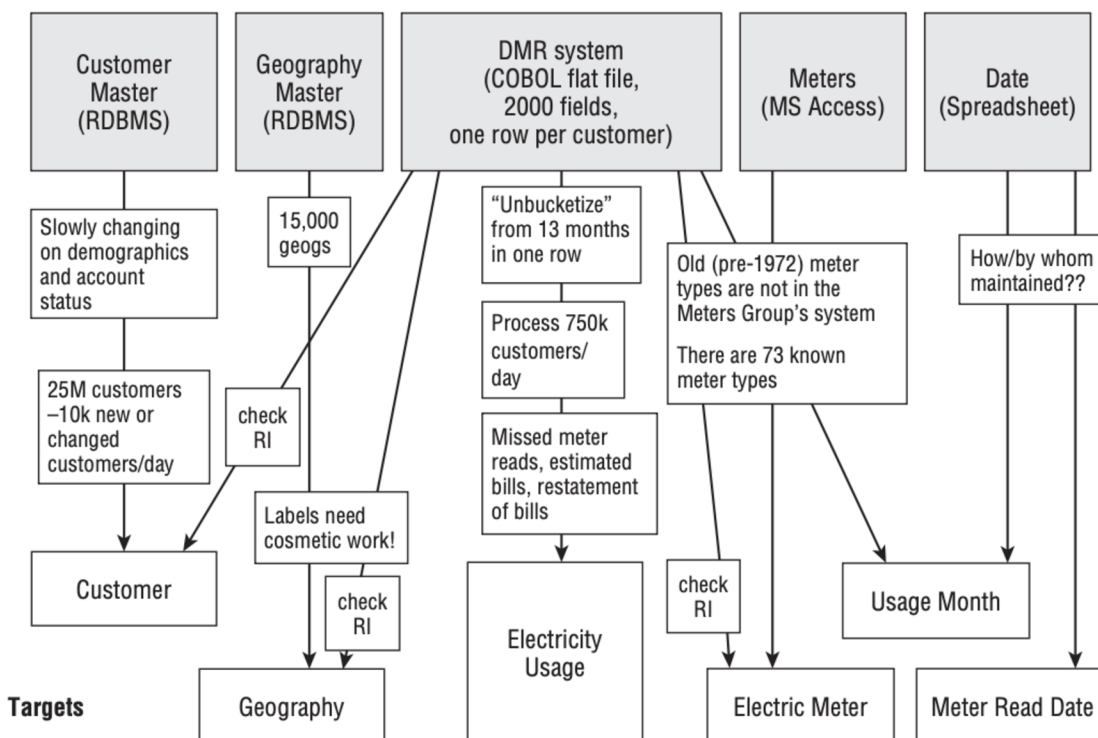 Customer
Master
(RDBMS)
Geography
Master
(RDBMS)
DMR system
(COBOL flat file,
2000 fields,
one row per customer)
Meters
(MS Access)
Date
(Spreadsheet)
Slowly changing
on demographics
and account
status
15,000
geogs
“Unbucketize”
from 13 months
in one row
Old (pre-1972) meter
types are not in the
Meters Group’s system
There are 73 known
meter types
How/by whom
maintained??
Process 750k
customers/
day
25M customers
–10k new or
changed
customers/day
check
RI
Missed meter
reads, estimated
bills, restatement
of bills
Labels need
cosmetic work!
Customer
check
RI
Electricity
Usage
check
RI
Usage Month
Targets
Geography
Electric Meter
Meter Read Date